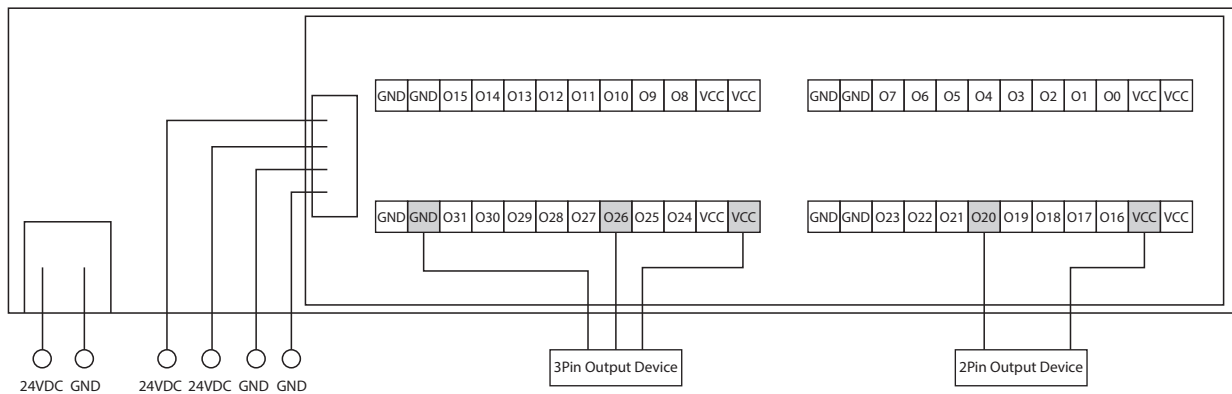 GND GND O15 O14 O13 O12 O11 O10 O9 O8 VCC VCC
GND GND O7 O6 O5 O4 O3 O2 O1 O0 VCC VCC
GND GND O31 O30 O29 O28 O27 O26 O25 O24 VCC VCC
GND GND O23 O22 O21 O20 O19 O18 O17 O16 VCC VCC
3Pin Output Device
2Pin Output Device
24VDC GND
24VDC 24VDC GND GND